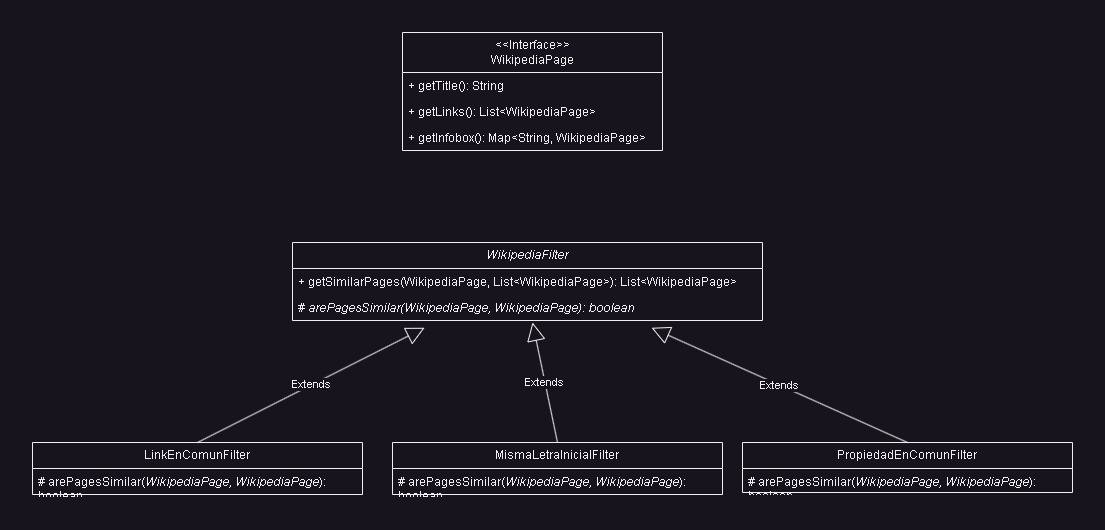 <<Interface>>
WikipediaPage
+ getTitle(): String
+ getLinks(): List<WikipediaPage>
+ getInfobox(): Map<String, WikipediaPage>
WikipediaFilter
+ getSimilarPages(WikipediaPage, List<WikipediaPage>): List<WikipediaPage>
# arePagesSimilar(WikipediaPage, WikipediaPage): boolean
Extends
Extends
Extends
LinkEnComunFilter
# arePagesSimilar(WikipediaPage, WikipediaPage):
boolean
MismaLetraInicialFilter
# arePagesSimilar(WikipediaPage, WikipediaPage):
boolean
PropiedadEnComunFilter
# arePagesSimilar(WikipediaPage, WikipediaPage):
boolean